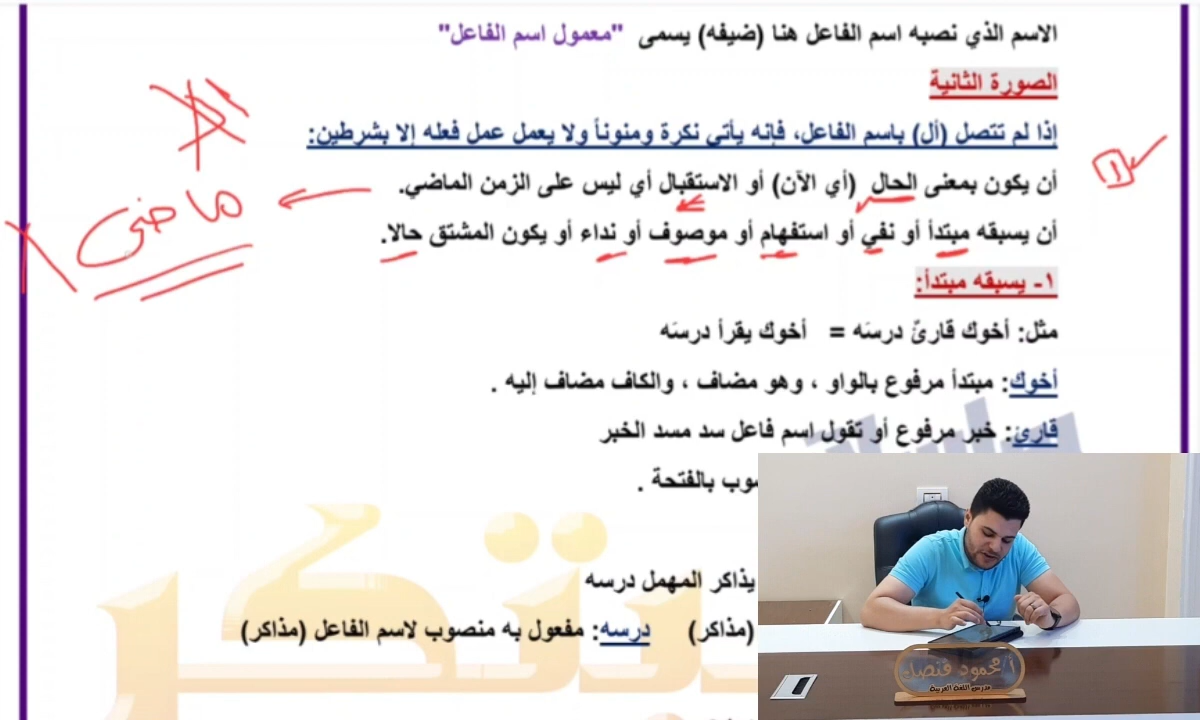 الاسم الذي نصبه اسم الفاعل هنا (ضيفه) يسمى "معمول اسم الفاعل"
الصورة الثانية
إذا لم تتصل (أل) باسم الفاعل، فإنه يأتي نكرة ومنوناً ولا يعمل عمل فعله إلا بشرطين:
أن يكون بمعنى الحال (أي الآن) أو الاستقبال أي ليس على الزمن الماضي.
ماضى
أن يسبقه مبتدأ أو نفي أو استفهام أو موصوف أو نداء أو يكون المشتق حالا.
١- يسبقه مبتدأ:
مثل: أخوك قارئٌ درسَه = أخوك يقرأ درسَه
أخوك: مبتدأ مرفوع بالواو ، وهو مضاف ، والكاف مضاف إليه .
قارئ: خبر مرفوع أو تقول اسم فاعل سد مسد الخبر
بالفتحة .
يذاكر المهمل درسه
(مذاكر) درسه: مفعول به منصوب لاسم الفاعل (مذاكر)
مبتكر
أ/محمود قنصل
مدرس اللغة العربية